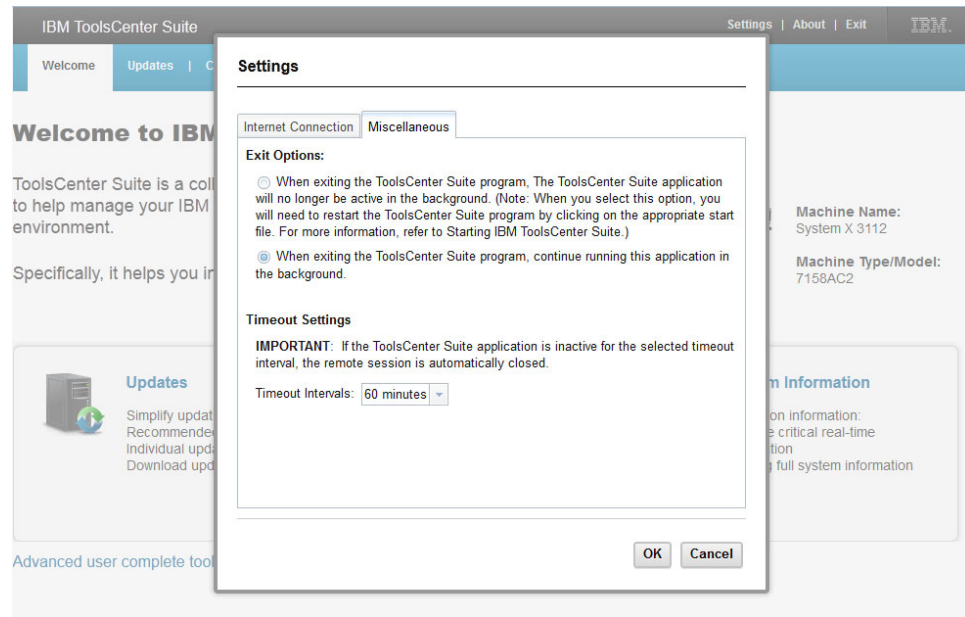 IBM ToolsCenter Suite
Settings | About | Exit
IBM.
Welcome
Updates | C
Settings
Internet Connection
Miscellaneous
Exit Options:
When exiting the ToolsCenter Suite program, The ToolsCenter Suite application
will no longer be active in the background. (Note: When you select this option, you
will need to restart the ToolsCenter Suite program by clicking on the appropriate start
file. For more information, refer to Starting IBM ToolsCenter Suite.)
When exiting the ToolsCenter Suite program, continue running this application in
the background.
Timeout Settings
IMPORTANT: If the ToolsCenter Suite application is inactive for the selected timeout
interval, the remote session is automatically closed.
Timeout Intervals: 60 minutes
OK
Cancel
Welcome to IBM
ToolsCenter Suite is a coll
to help manage your IBM
environment.
Specifically, it helps you in
Machine Name:
System X 3112
Machine Type/Model:
7158AC2
Updates
Simplify updat
Recommended
Individual upda
Download upd
m Information
on information:
e critical real-time
tion
full system information
Advanced user complete tool